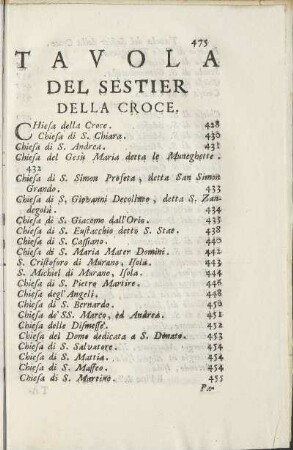 475
TAVOLA
DEL SESTIER
DELLA CROCE.
CHiesa della Croce. 428
Chiesa di S. Chiara. 430
Chiesa di S. Andrea. 431
Chiesa del Gesù Maria detta le Muneghette.
432
Chiesa di S. Simon Profeta, detta San Simon
Grando. 433
Chiesa di S. Giovanni Decollato, detta S. Zan-
degolà. 434
Chiesa di S. Giacomo dall'Orio. 435
Chiesa di S. Eustacchio detto S. Stae. 438
Chiesa di S. Cassiano. 440
Chiesa di S. Maria Mater Domini. 442
S. Cristoforo di Murano, Isola. 443
S. Michiel di Murano, Isola. 444
Chiesa di S. Pietro Martire. 446
Chiesa degl'Angeli. 448
Chiesa di S. Bernardo. 450
Chiesa de' SS. Marco, ed Andrea. 451
Chiesa delle Dismesse. 452
Chiesa del Domo dedicata a S. Donato. 453
Chiesa di S. Salvatore. 454
Chiesa di S. Mattia. 454
Chiesa di S. Maffeo. 454
Chiesa di S. Martino. 455